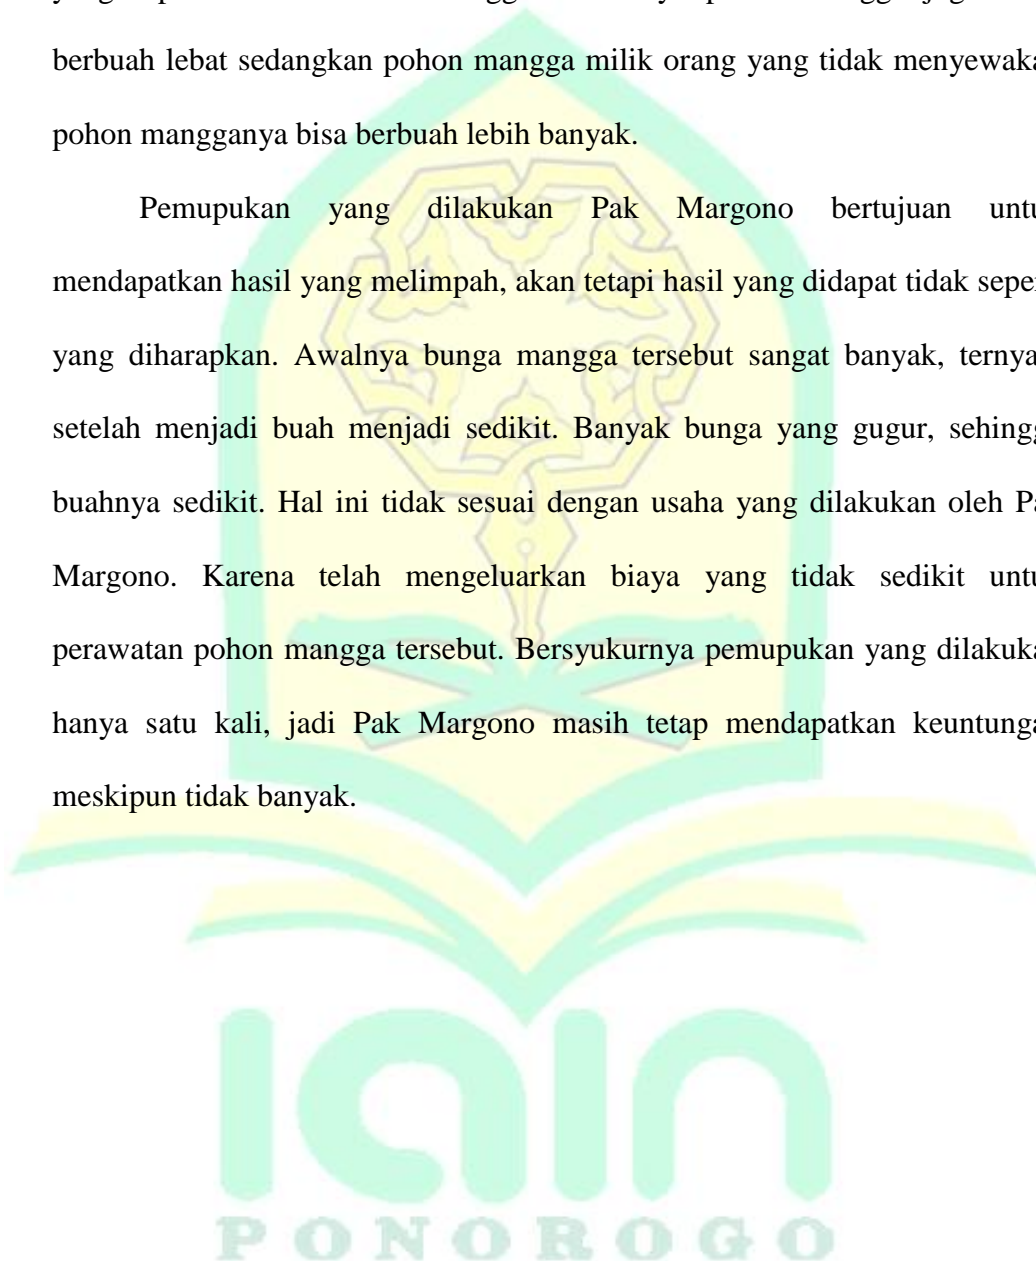 berbuah lebat sedangkan pohon mangga milik orang yang tidak menyewaka
pohon mangganya bisa berbuah lebih banyak.
Pemupukan yang dilakukan Pak Margono bertujuan untu
mendapatkan hasil yang melimpah, akan tetapi hasil yang didapat tidak seper
yang diharapkan. Awalnya bunga mangga tersebut sangat banyak, ternya
setelah menjadi buah menjadi sedikit. Banyak bunga yang gugur, sehingg
buahnya sedikit. Hal ini tidak sesuai dengan usaha yang dilakukan oleh Pa
Margono. Karena telah mengeluarkan biaya yang tidak sedikit untu
perawatan pohon mangga tersebut. Bersyukurnya pemupukan yang dilakuka
hanya satu kali, jadi Pak Margono masih tetap mendapatkan keuntunga
meskipun tidak banyak.
iain
PONOROGO